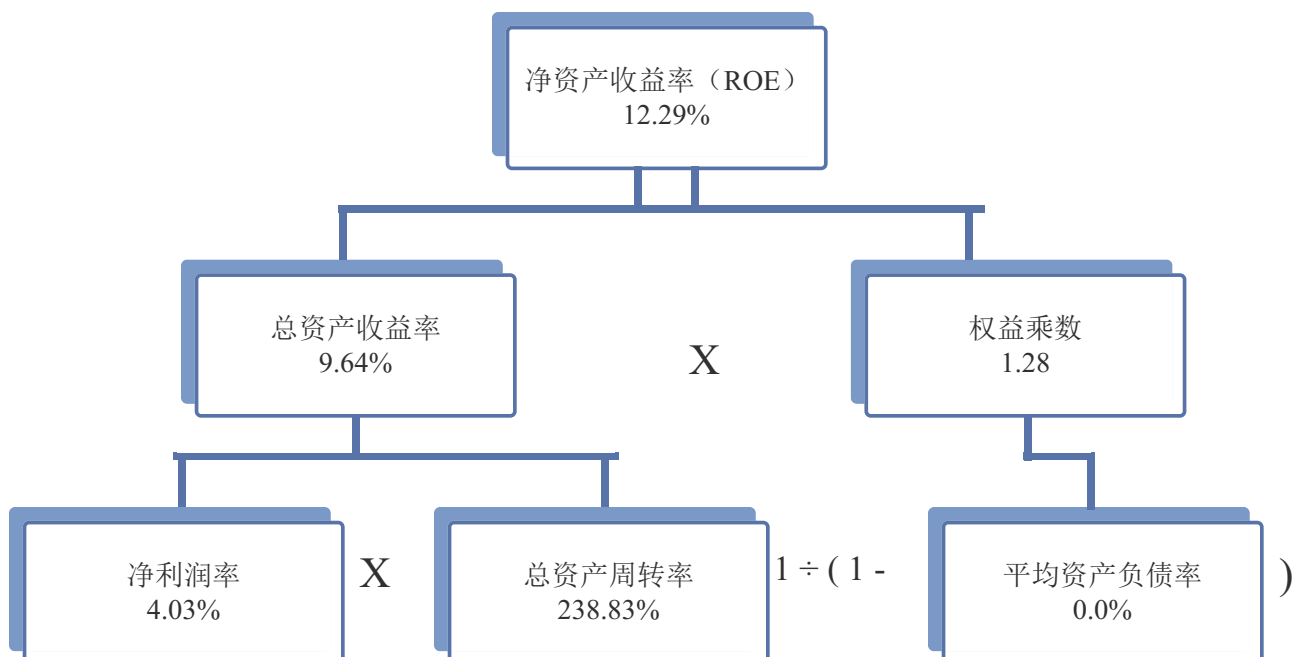 净资产收益率（ROE）
12.29%
总资产收益率
9.64%
X
权益乘数
1.28
净利润率
4.03%
X
总资产周转率
238.83%
1 ÷ ( 1 -
平均资产负债率
0.0%
)